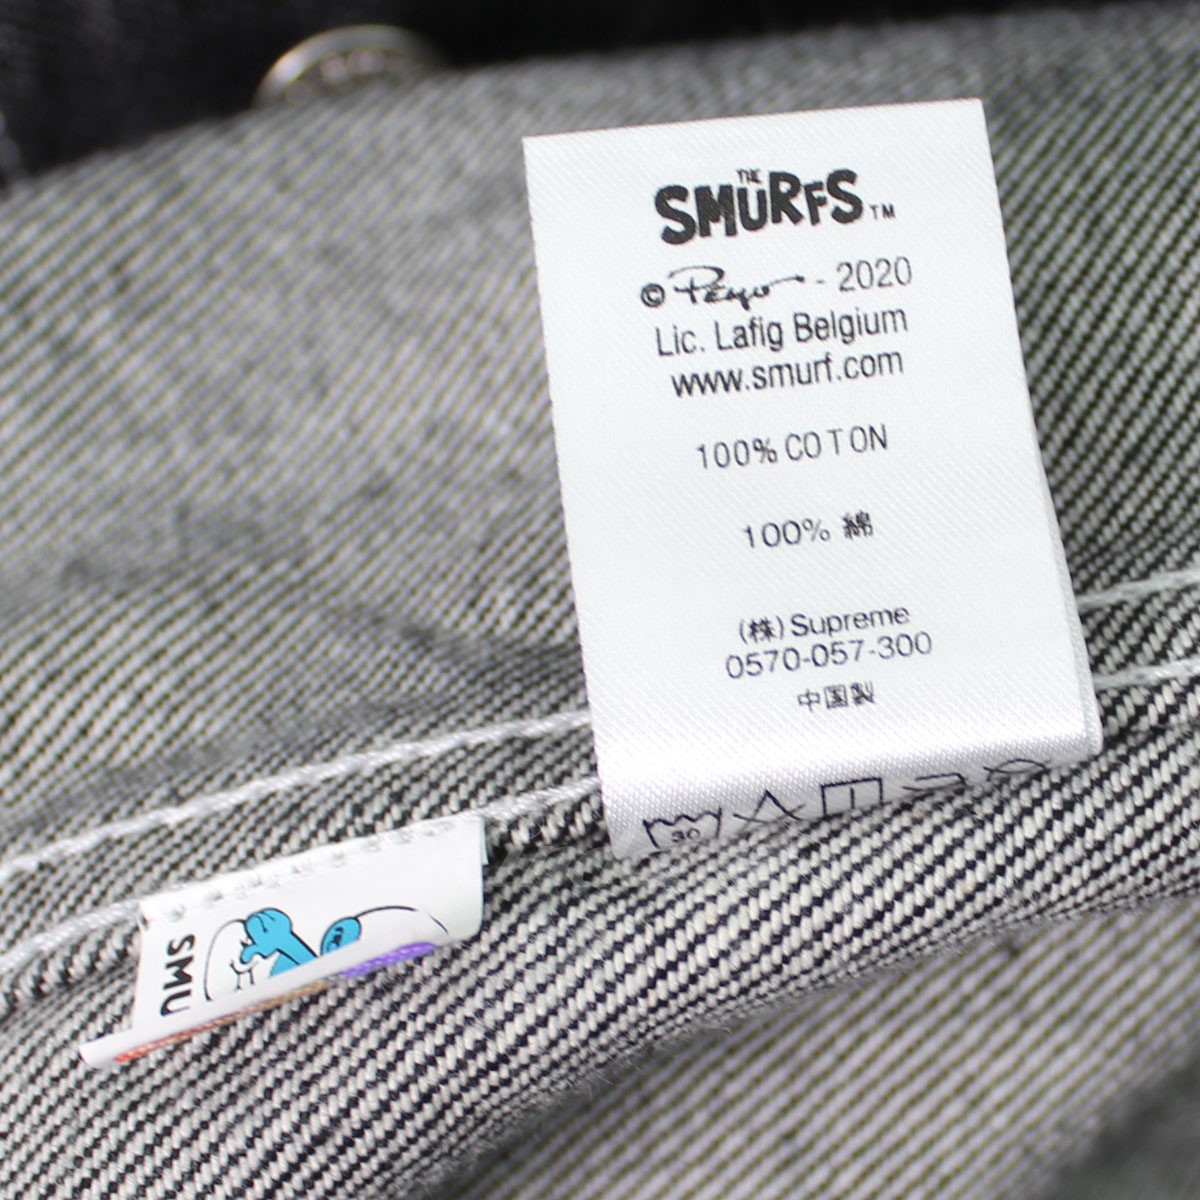 THE
SMURFS™
© Peyo - 2020
Lic. Lafig Belgium
www.smurf.com
100% COTON
100% 綿
(株) Supreme
0570-057-300
中国製
30
SMU